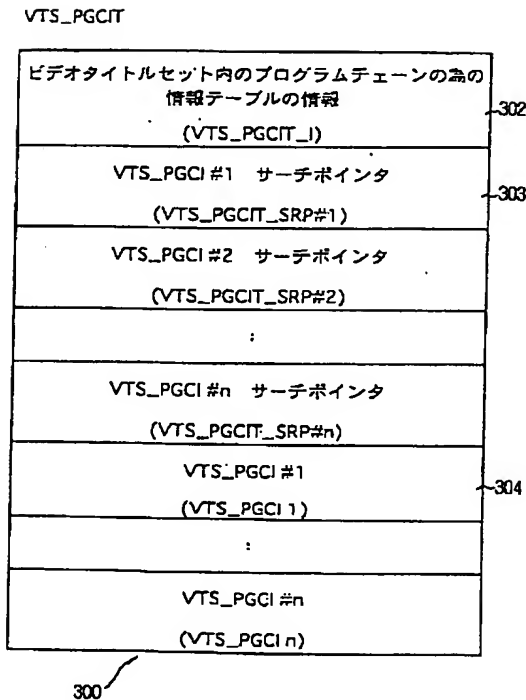 VTS_PGCIT
ビデオタイトルセット内のプログラムチェーンの為の
情報テーブルの情報
(VTS_PGCIT_I)
302
VTS_PGCI #1 サーチポインタ
(VTS_PGCIT_SRP#1)
303
VTS_PGCI #2 サーチポインタ
(VTS_PGCIT_SRP#2)
:
VTS_PGCI #n サーチポインタ
(VTS_PGCIT_SRP#n)
VTS_PGCI #1
(VTS_PGCI 1)
304
:
VTS_PGCI #n
(VTS_PGCI n)
300